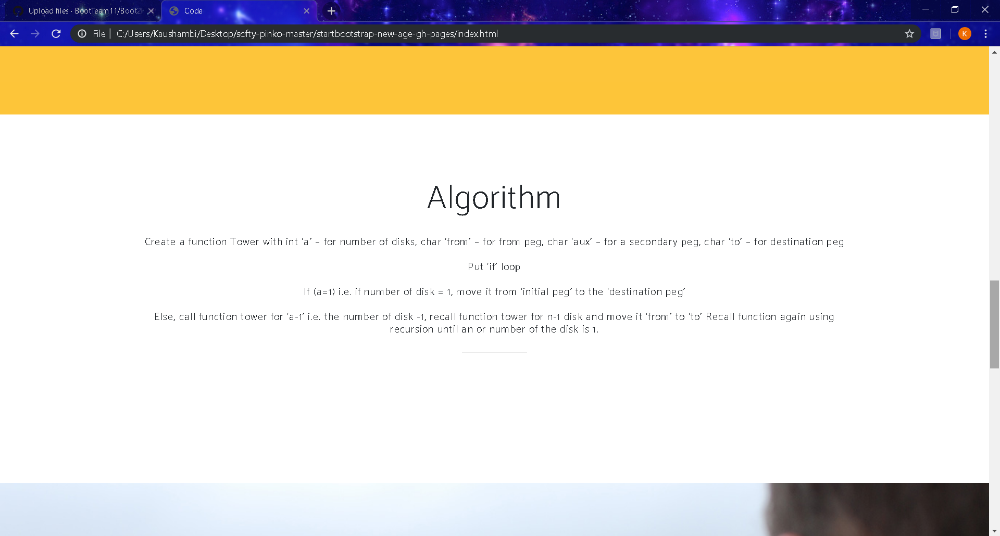 Upload files · BootTeam11/Boot2
Code
File
C:/Users/Kaushambi/Desktop/softy-pinko-master/startbootstrap-new-age-gh-pages/index.html
K
Algorithm
Create a function Tower with int ‘a’ – for number of disks, char ‘from’ – for from peg, char ‘aux’ – for a secondary peg, char ‘to’ – for destination peg
Put ‘if’ loop
If (a=1) i.e. if number of disk = 1, move it from ‘initial peg’ to the ‘destination peg’
Else, call function tower for ‘a-1’ i.e. the number of disk -1, recall function tower for n-1 disk and move it ‘from’ to ‘to’ Recall function again using
recursion until an or number of the disk is 1.